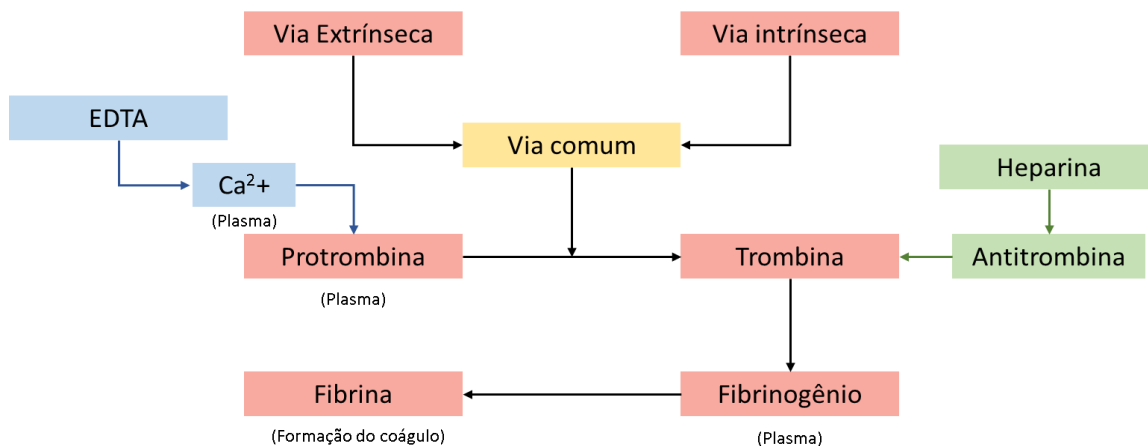 Via Extrínseca
Via intrínseca
EDTA
Via comum
Ca²+
(Plasma)
Heparina
Protrombina
(Plasma)
Trombina
Antitrombina
Fibrina
(Formação do coágulo)
Fibrinogênio
(Plasma)